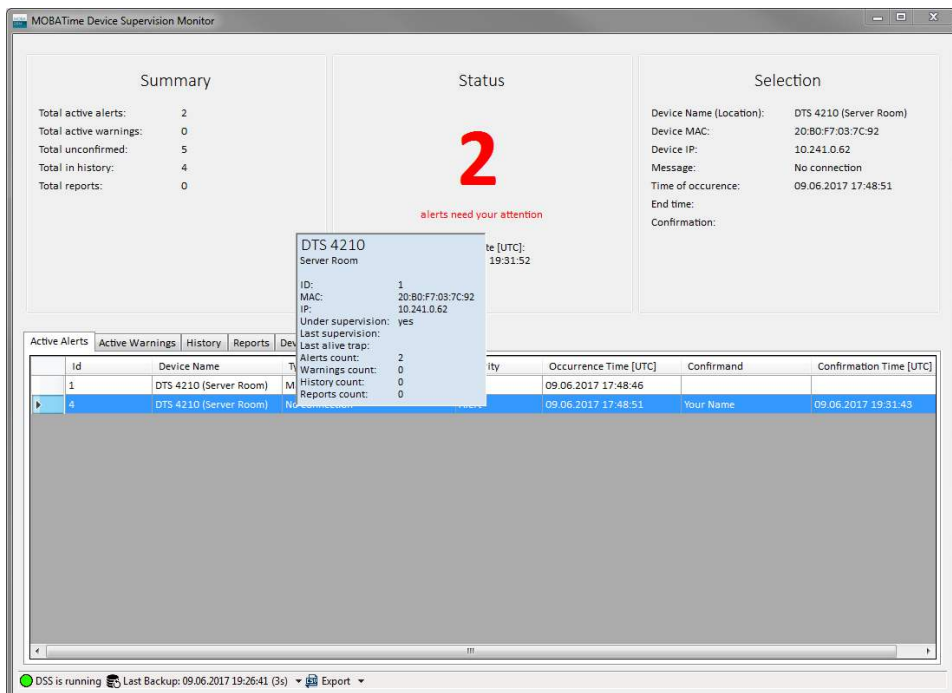 MOBATime Device Supervision Monitor
Summary
Total active alerts: 2
Total active warnings: 0
Total unconfirmed: 5
Total in history: 4
Total reports: 0
Status
2
alerts need your attention
te [UTC]:
19:31:52
Selection
Device Name (Location): DTS 4210 (Server Room)
Device MAC: 20:B0:F7:03:7C:92
Device IP: 10.241.0.62
Message: No connection
Time of occurence: 09.06.2017 17:48:51
End time:
Confirmation:
DTS 4210
Server Room
ID: 1
MAC: 20:B0:F7:03:7C:92
IP: 10.241.0.62
Under supervision: yes
Last supervision:
Last alive trap:
Alerts count: 2
Warnings count: 0
History count: 0
Reports count: 0
Active Alerts Active Warnings History Reports Dev
Id Device Name Ty ity Occurrence Time [UTC] Confirmand Confirmation Time [UTC]
1 DTS 4210 (Server Room) M 09.06.2017 17:48:46
4 DTS 4210 (Server Room) No connection 09.06.2017 17:48:51 Your Name 09.06.2017 19:31:43
DSS is running Last Backup: 09.06.2017 19:26:41 (3s) Export